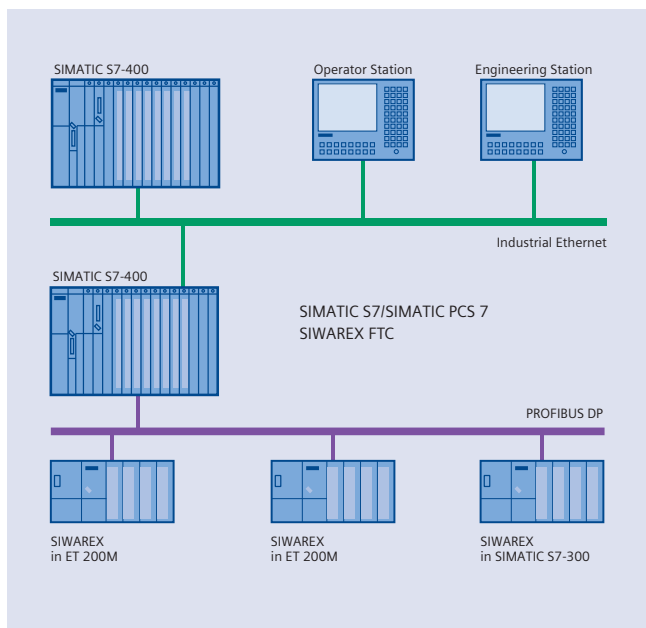 SIMATIC S7-400
Operator Station
Engineering Station
Industrial Ethernet
SIMATIC S7-400
SIMATIC S7/SIMATIC PCS 7
SIWAREX FTC
PROFIBUS DP
SIWAREX
in ET 200M
SIWAREX
in ET 200M
SIWAREX
in SIMATIC S7-300